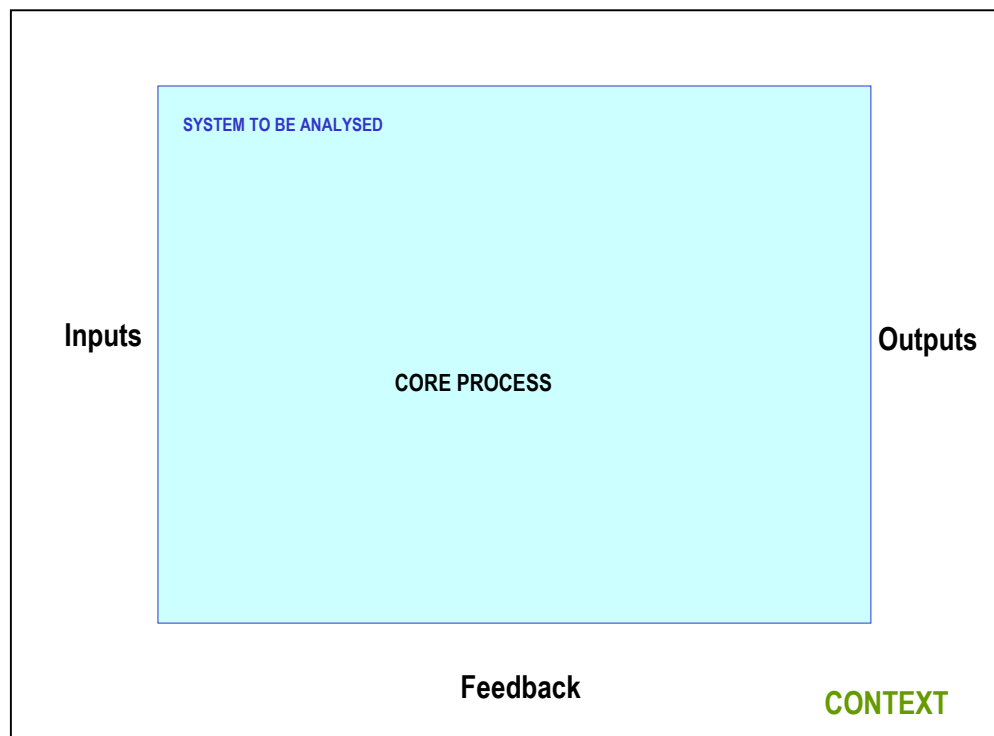 SYSTEM TO BE ANALYSED
Inputs
Outputs
CORE PROCESS
Feedback
CONTEXT